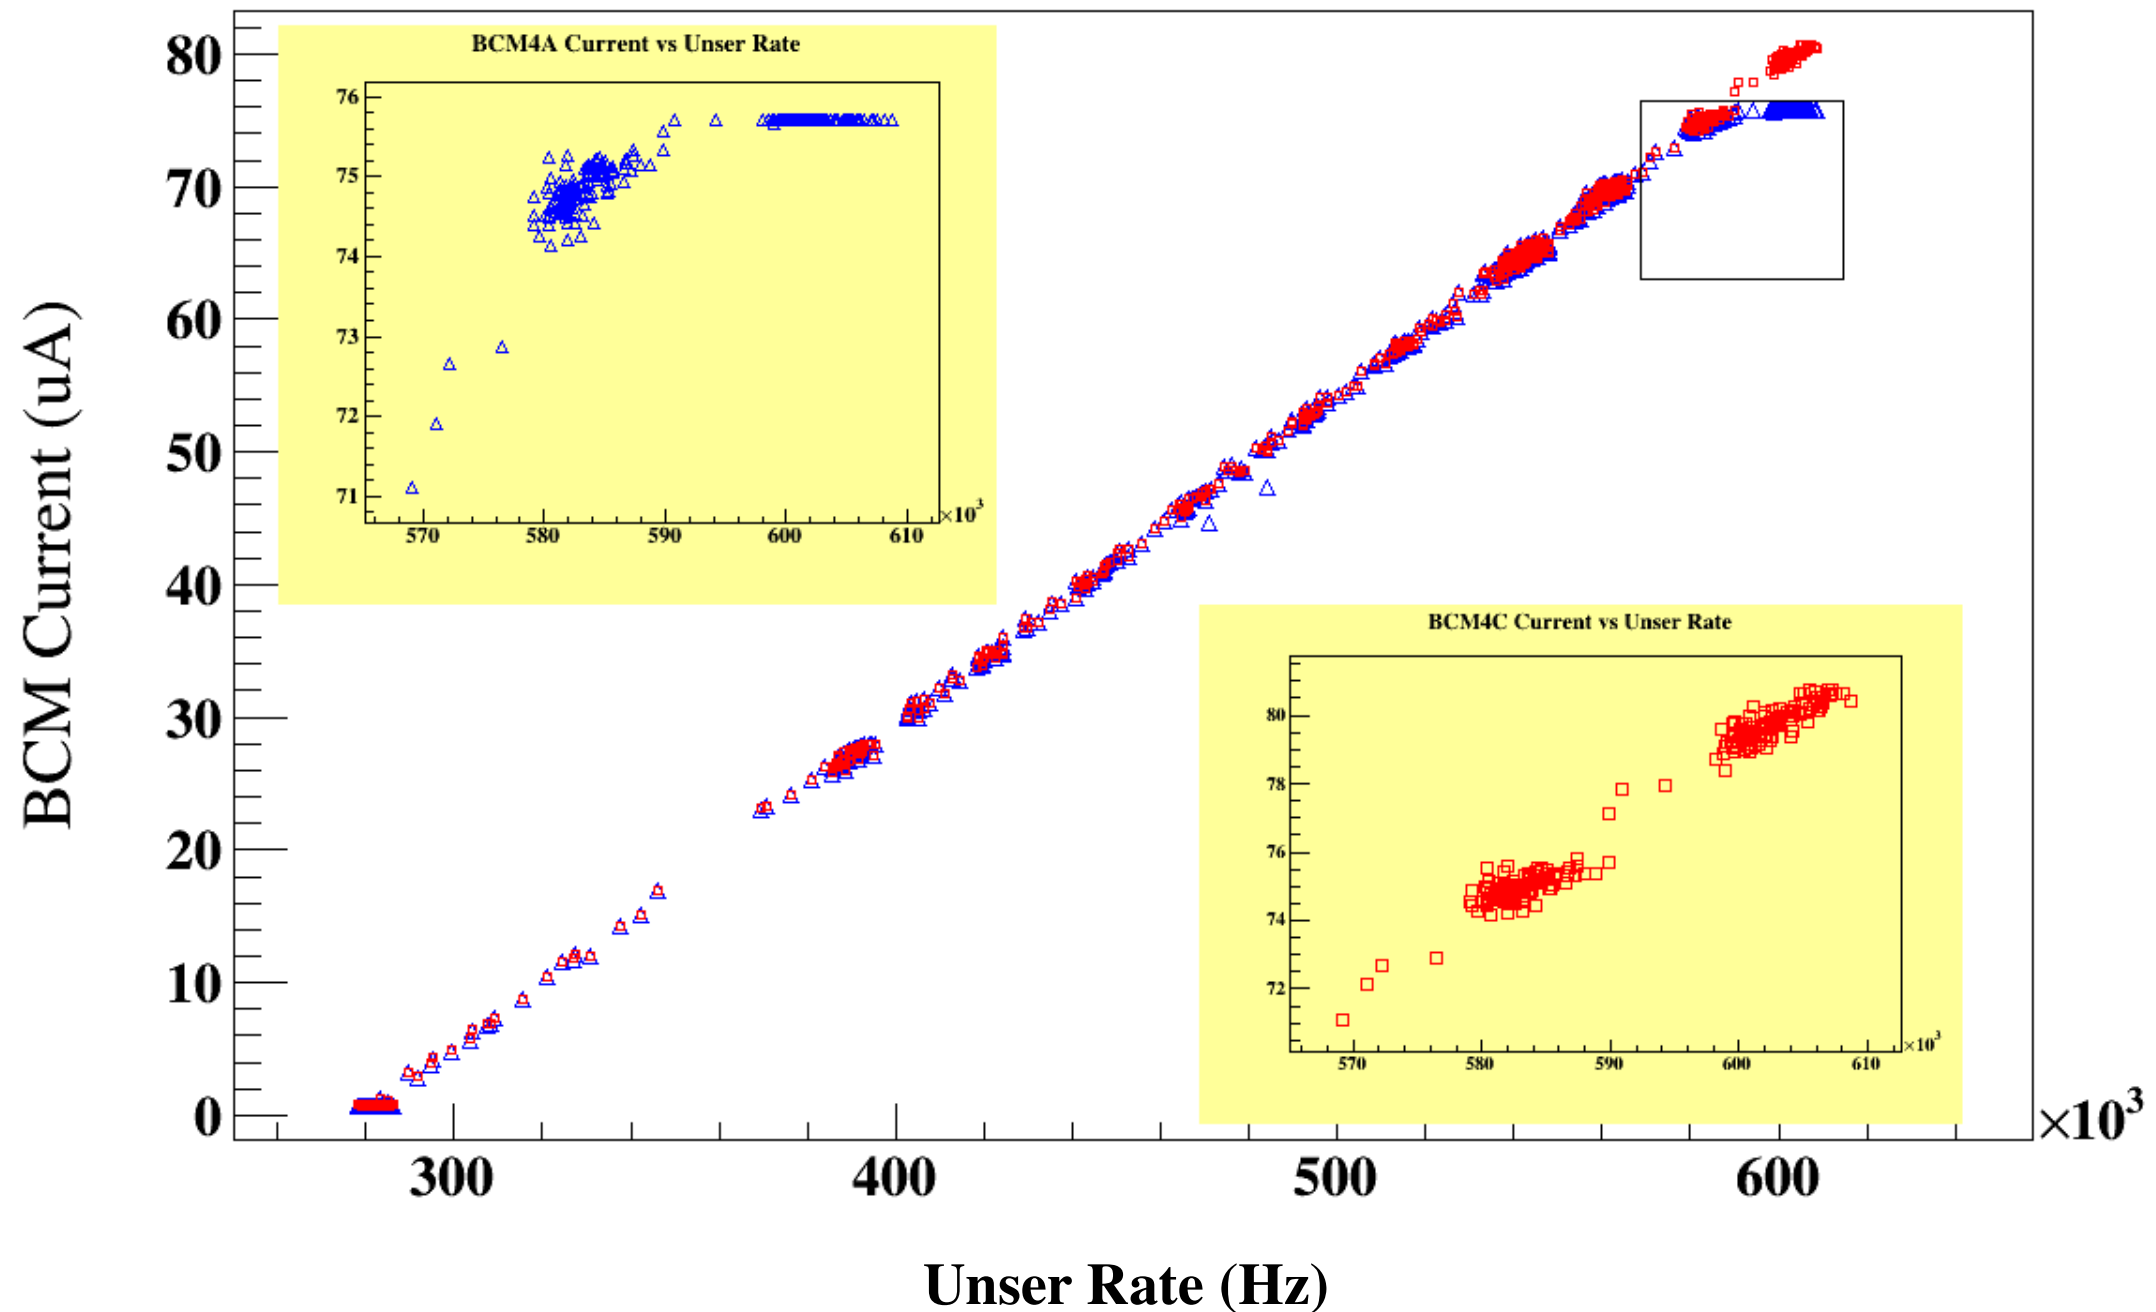 BCM4A Current vs Unser Rate
76
75
74
73
72
71
570 580 590 600 610 ×10³
BCM4C Current vs Unser Rate
80
78
76
74
72
570 580 590 600 610 ×10³
BCM Current (uA)
80
70
60
50
40
30
20
10
0
300 400 500 600 ×10³
Unser Rate (Hz)